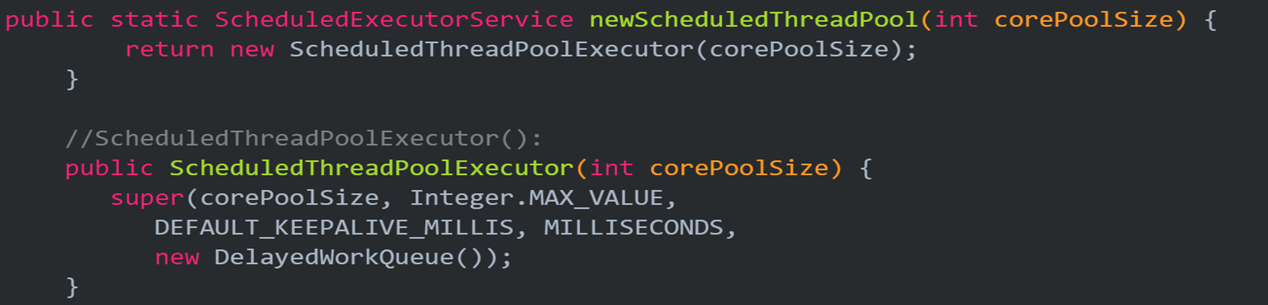 public static ScheduledExecutorService newScheduledThreadPool(int corePoolSize) {
        return new ScheduledThreadPoolExecutor(corePoolSize);
    }

    //ScheduledThreadPoolExecutor():
    public ScheduledThreadPoolExecutor(int corePoolSize) {
       super(corePoolSize, Integer.MAX_VALUE,
          DEFAULT_KEEPALIVE_MILLIS, MILLISECONDS,
          new DelayedWorkQueue());
    }